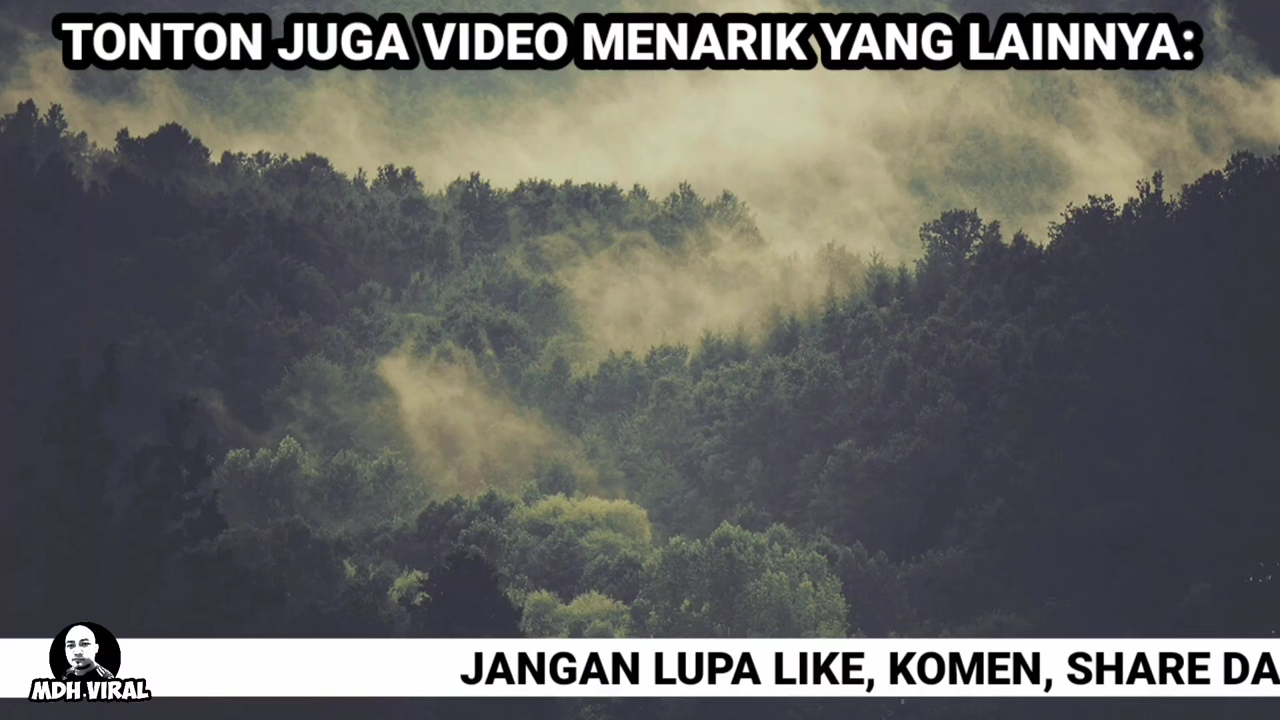 TONTON JUGA VIDEO MENARIK YANG LAINNYA:
JANGAN LUPA LIKE, KOMEN, SHARE DA
MDH.VIRAL